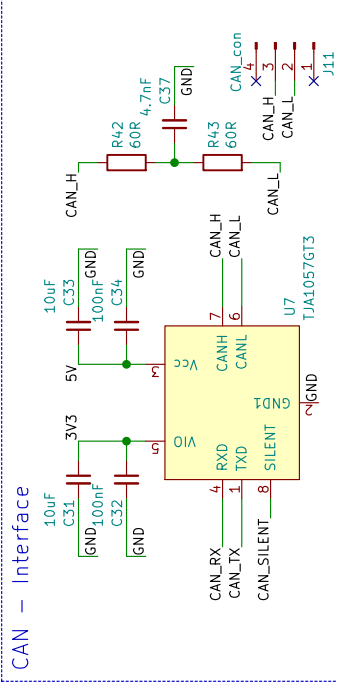 CAN - Interface
10uF
C31
100nF
C32
GND
GND
3V3
10uF
C33
100nF
C34
GND
GND
5V
CAN_RX
CAN_TX
CAN_SILENT
4
1
8
RXD
TXD
SILENT
5
VIO
3
Vcc
GND1
2
GND
CANH
CANL
7
6
CAN_H
CAN_L
U7
TJA1057GT3
CAN_H
R42
60R
4.7nF
C37
GND
R43
60R
CAN_L
CAN_con
4
3
2
1
CAN_H
CAN_L
J11